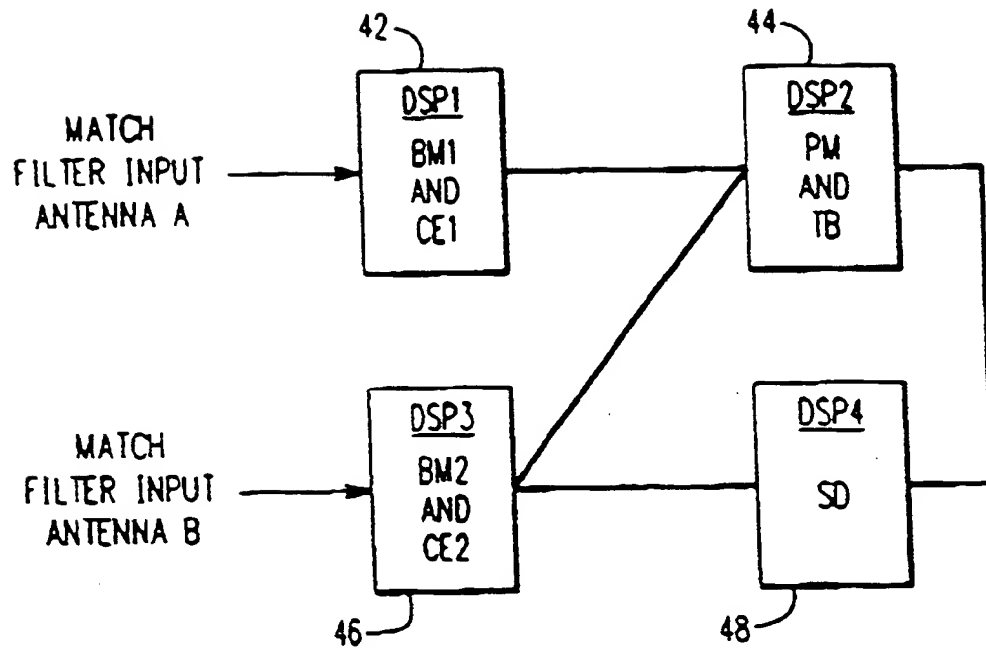 42
DSP1
BM1
AND
CE1
44
DSP2
PM
AND
TB
MATCH
FILTER INPUT
ANTENNA A
MATCH
FILTER INPUT
ANTENNA B
DSP3
BM2
AND
CE2
46
DSP4
SD
48